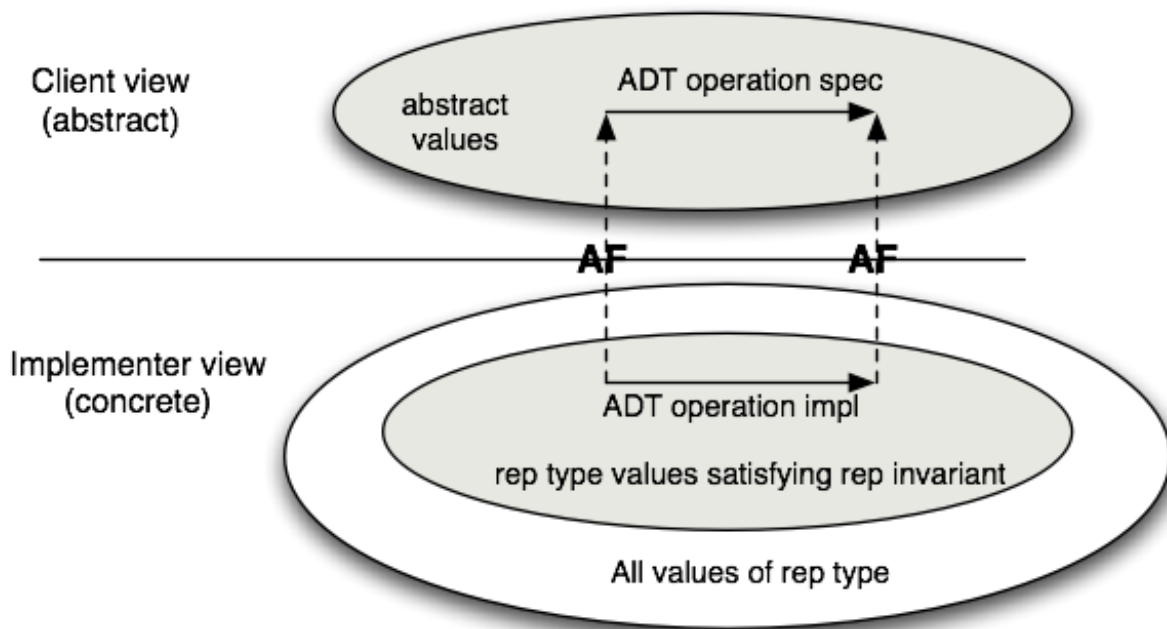 Client view
(abstract)
abstract
values
ADT operation spec
AF
AF
Implementer view
(concrete)
ADT operation impl
rep type values satisfying rep invariant
All values of rep type